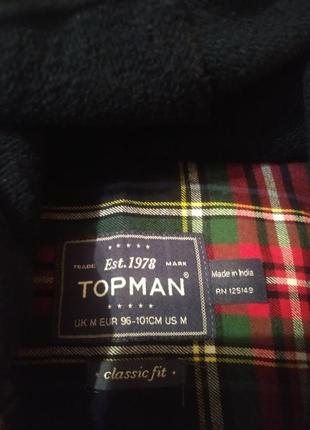 ★★★★★
Est.1978
TRADE MARK
TOPMAN®
★★★★★
UK M EUR 96-101CM US M
Made in India
RN 125149
· classic fit ·